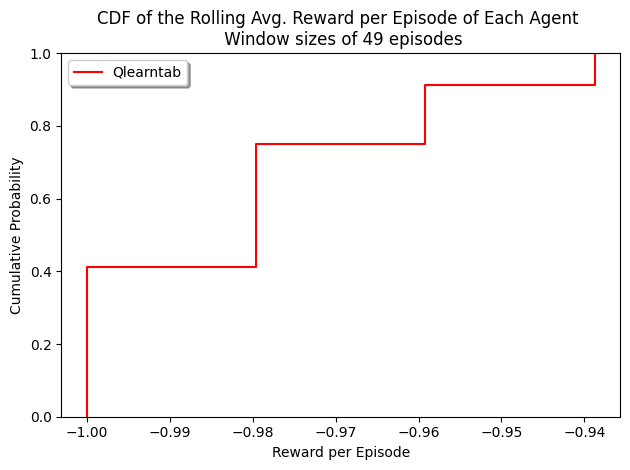 CDF of the Rolling Avg. Reward per Episode of Each Agent
Window sizes of 49 episodes
Qlearntab
Cumulative Probability
1.0
0.8
0.6
0.4
0.2
0.0
−1.00 −0.99 −0.98 −0.97 −0.96 −0.95 −0.94
Reward per Episode